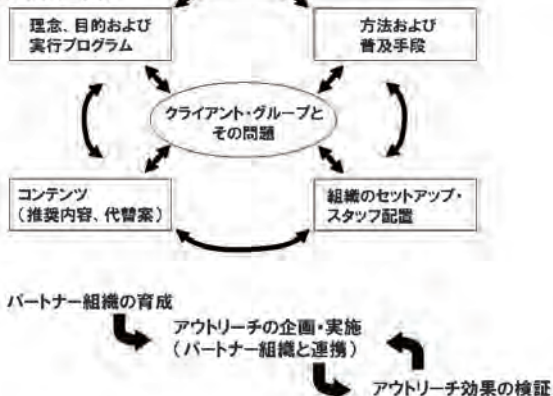 理念、目的および
実行プログラム
方法および
普及手段
クライアント・グループと
その問題
コンテンツ
（推奨内容、代替案）
組織のセットアップ・
スタッフ配置
パートナー組織の育成
アウトリーチの企画・実施
（パートナー組織と連携）
アウトリーチ効果の検証